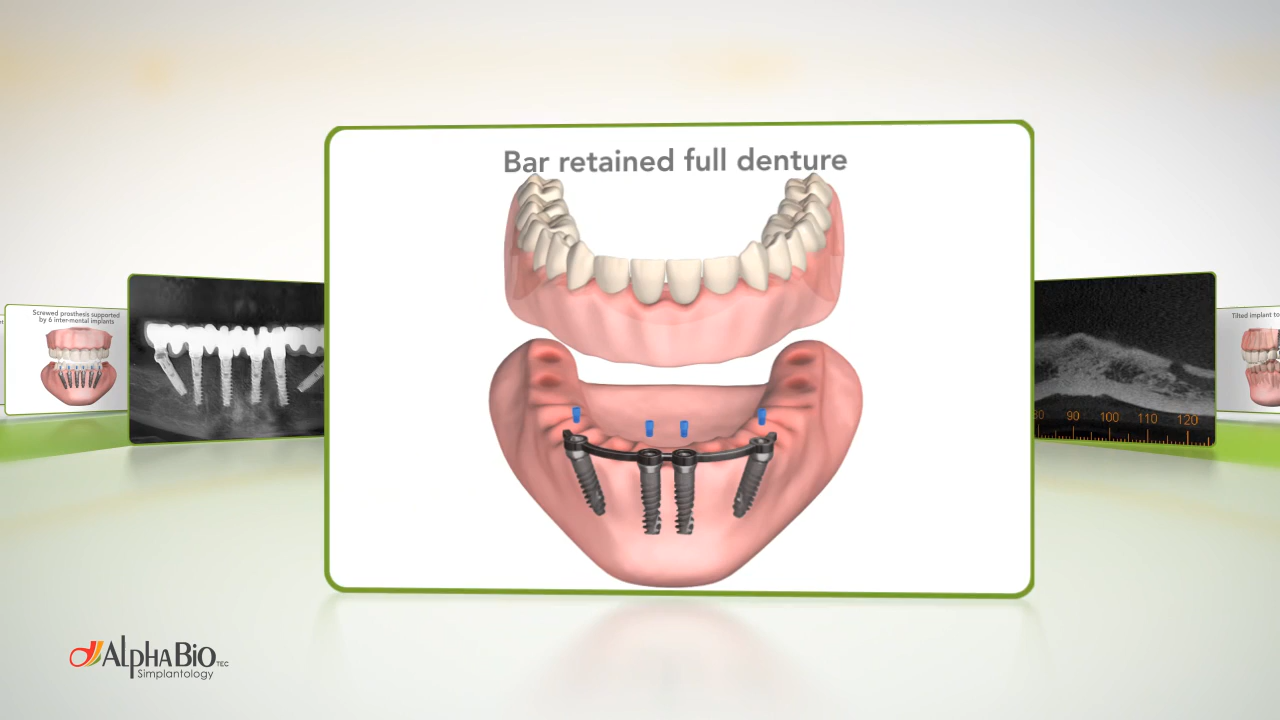 Bar retained full denture
Screwed prosthesis supported
by 6 inter-mental implants
Tilted implant to
90 100 110 120
AlphaBio TEC
Simplantology